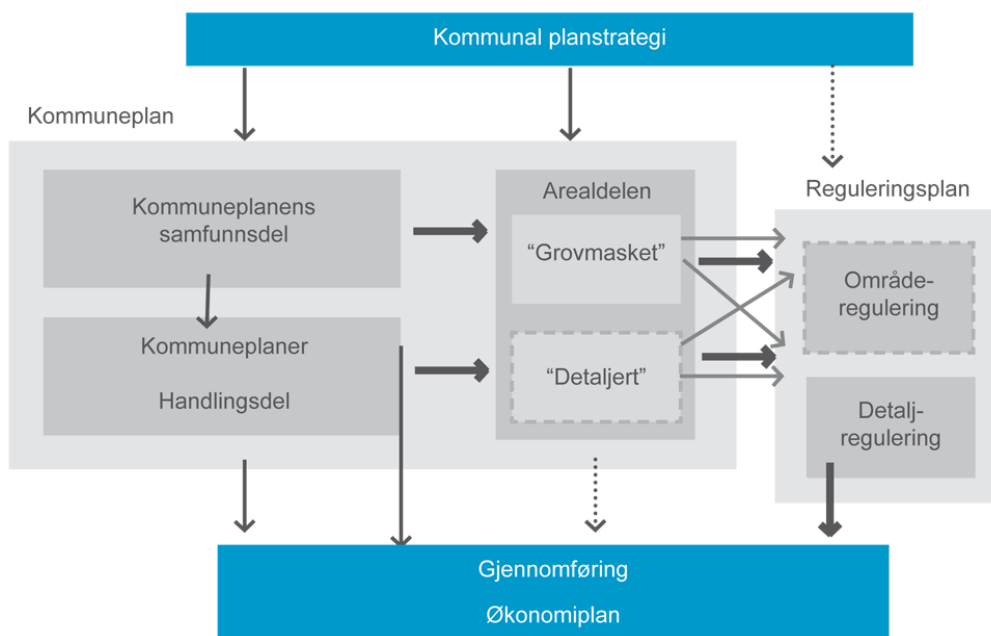 Kommunal planstrategi
Kommuneplan
Kommuneplanens
samfunnsdel
Kommuneplaner
Handlingsdel
Arealdelen
“Grovmasket”
“Detaljert”
Reguleringsplan
Område-
regulering
Detalj-
regulering
Gjennomføring
Økonomiplan